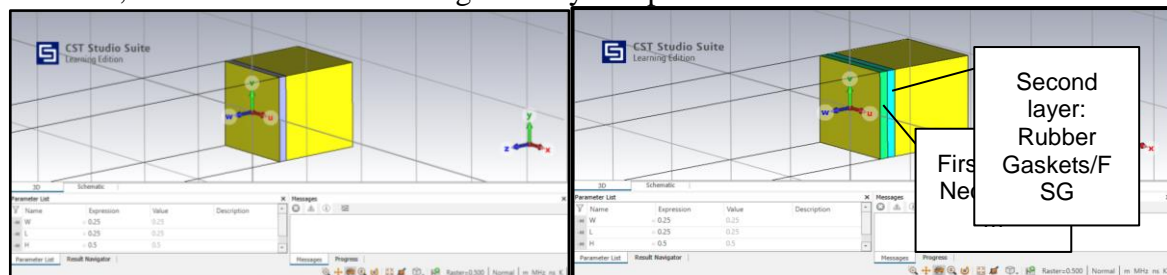 CST Studio Suite
Learning Edition
v
w
u
y
z
x
3D
Schematic
Parameter List
Messages
Name
Expression
Value
Description
W
= 0.25
0.25
L
= 0.25
0.25
H
= 0.5
0.5
Parameter List
Result Navigator
Messages
Progress
Raster=0.500
Normal
m MHz ns K
CST Studio Suite
Learning Edition
v
w
u
x
Second
layer:
Rubber
Gaskets/F
SG
3D
Schematic
Parameter List
Messages
Name
Expression
Value
Description
W
= 0.25
0.25
L
= 0.25
0.25
H
= 0.5
0.5
Parameter List
Result Navigator
Messages
Progress
Raster=0.500
Normal
m MHz ns K